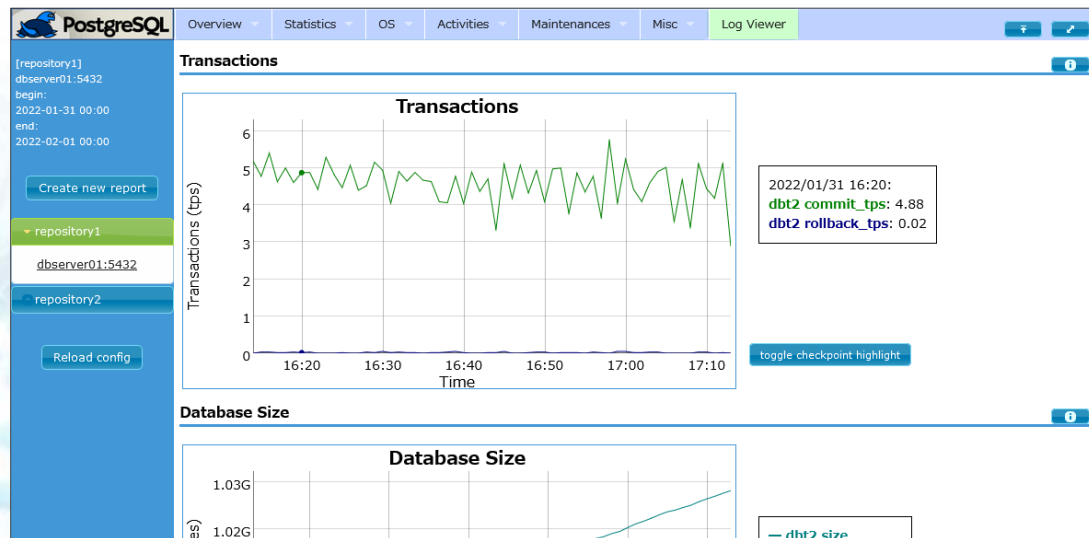 PostgreSQL
Overview
Statistics
OS
Activities
Maintenances
Misc
Log Viewer
[repository1]
dbserver01:5432
begin:
2022-01-31 00:00
end:
2022-02-01 00:00
Create new report
repository1
dbserver01:5432
repository2
Reload config
Transactions
Transactions
Transactions (tps)
6
5
4
3
2
1
0
16:20 16:30 16:40 16:50 17:00 17:10
Time
2022/01/31 16:20:
dbt2 commit_tps: 4.88
dbt2 rollback_tps: 0.02
toggle checkpoint highlight
Database Size
Database Size
1.03G
1.02G
es)
dbt2 size